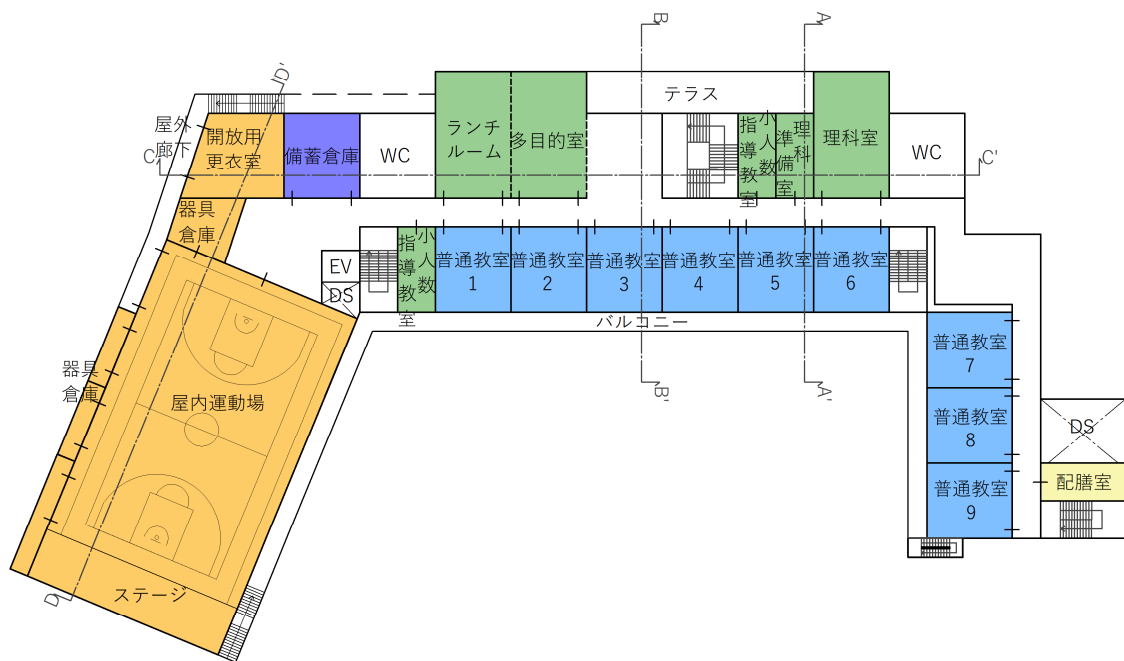 B
A
D'
テラス
屋外
廊下
開放用
更衣室
備蓄倉庫
WC
ランチ
ルーム
多目的室
小人数
指導教室
理科
準備室
理科室
WC
C
C'
器具
倉庫
EV
DS
小人数
指導教室
普通教室
1
普通教室
2
普通教室
3
普通教室
4
普通教室
5
普通教室
6
バルコニー
普通教室
7
器具
倉庫
屋内運動場
B'
A'
普通教室
8
DS
普通教室
9
配膳室
ステージ
D